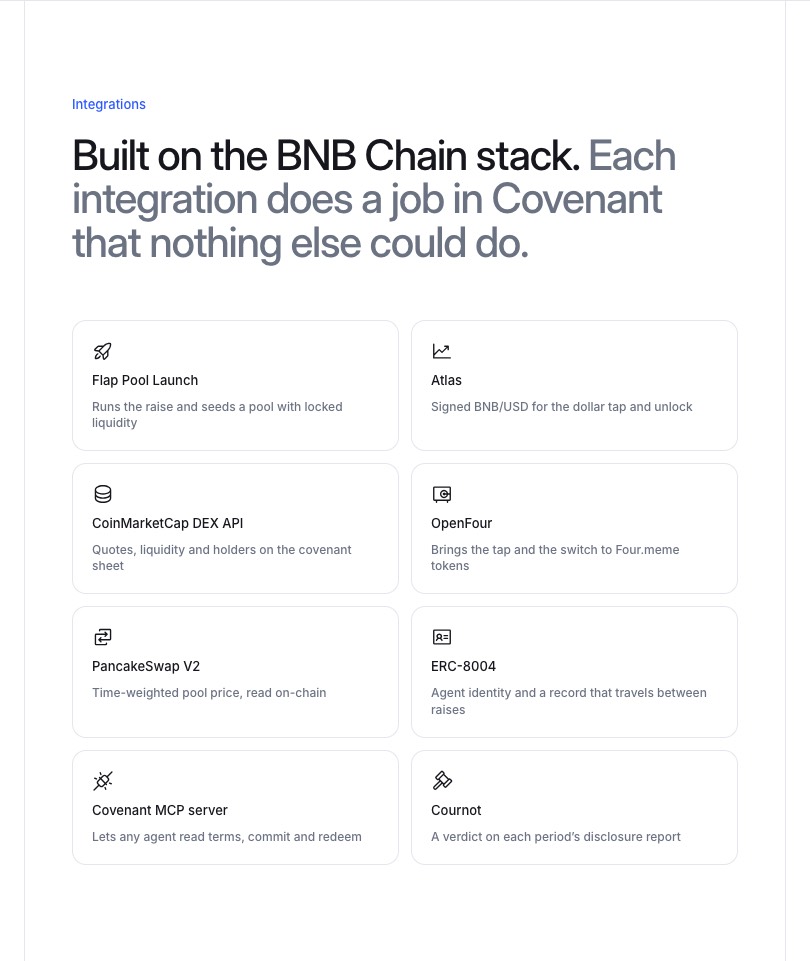 Integrations
Built on the BNB Chain stack. Each
integration does a job in Covenant
that nothing else could do.
Flap Pool Launch
Runs the raise and seeds a pool with locked
liquidity
Atlas
Signed BNB/USD for the dollar tap and unlock
CoinMarketCap DEX API
Quotes, liquidity and holders on the covenant
sheet
OpenFour
Brings the tap and the switch to Four.meme
tokens
PancakeSwap V2
Time-weighted pool price, read on-chain
ERC-8004
Agent identity and a record that travels between
raises
Covenant MCP server
Lets any agent read terms, commit and redeem
Cournot
A verdict on each period’s disclosure report